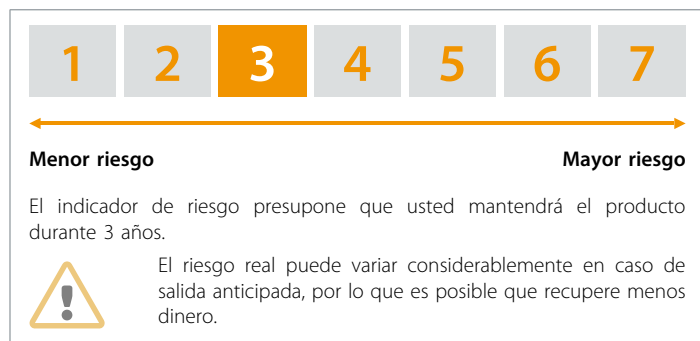 1 2 3 4 5 6 7
Menor riesgo Mayor riesgo
El indicador de riesgo presupone que usted mantendrá el producto
durante 3 años.
El riesgo real puede variar considerablemente en caso de
salida anticipada, por lo que es posible que recupere menos
dinero.